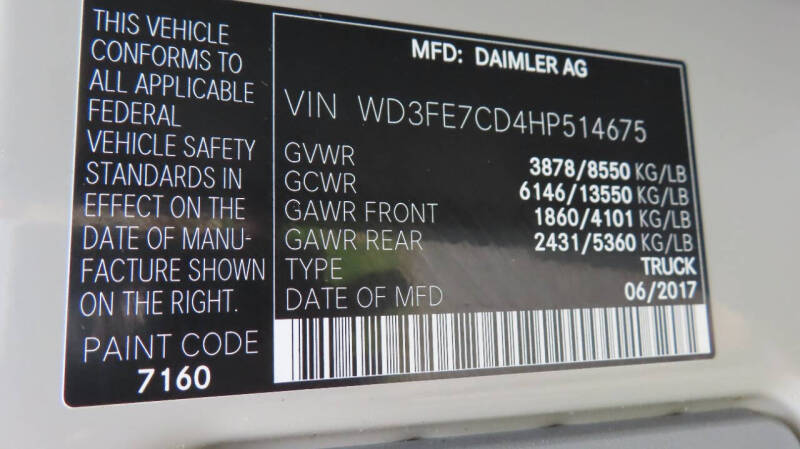 THIS VEHICLE
CONFORMS TO
ALL APPLICABLE
FEDERAL
VEHICLE SAFETY
STANDARDS IN
EFFECT ON THE
DATE OF MANU-
FACTURE SHOWN
ON THE RIGHT.
PAINT CODE
7160
MFD: DAIMLER AG
VIN WD3FE7CD4HP514675
GVWR 3878/8550 KG/LB
GCWR 6146/13550 KG/LB
GAWR FRONT 1860/4101 KG/LB
GAWR REAR 2431/5360 KG/LB
TYPE TRUCK
DATE OF MFD 06/2017